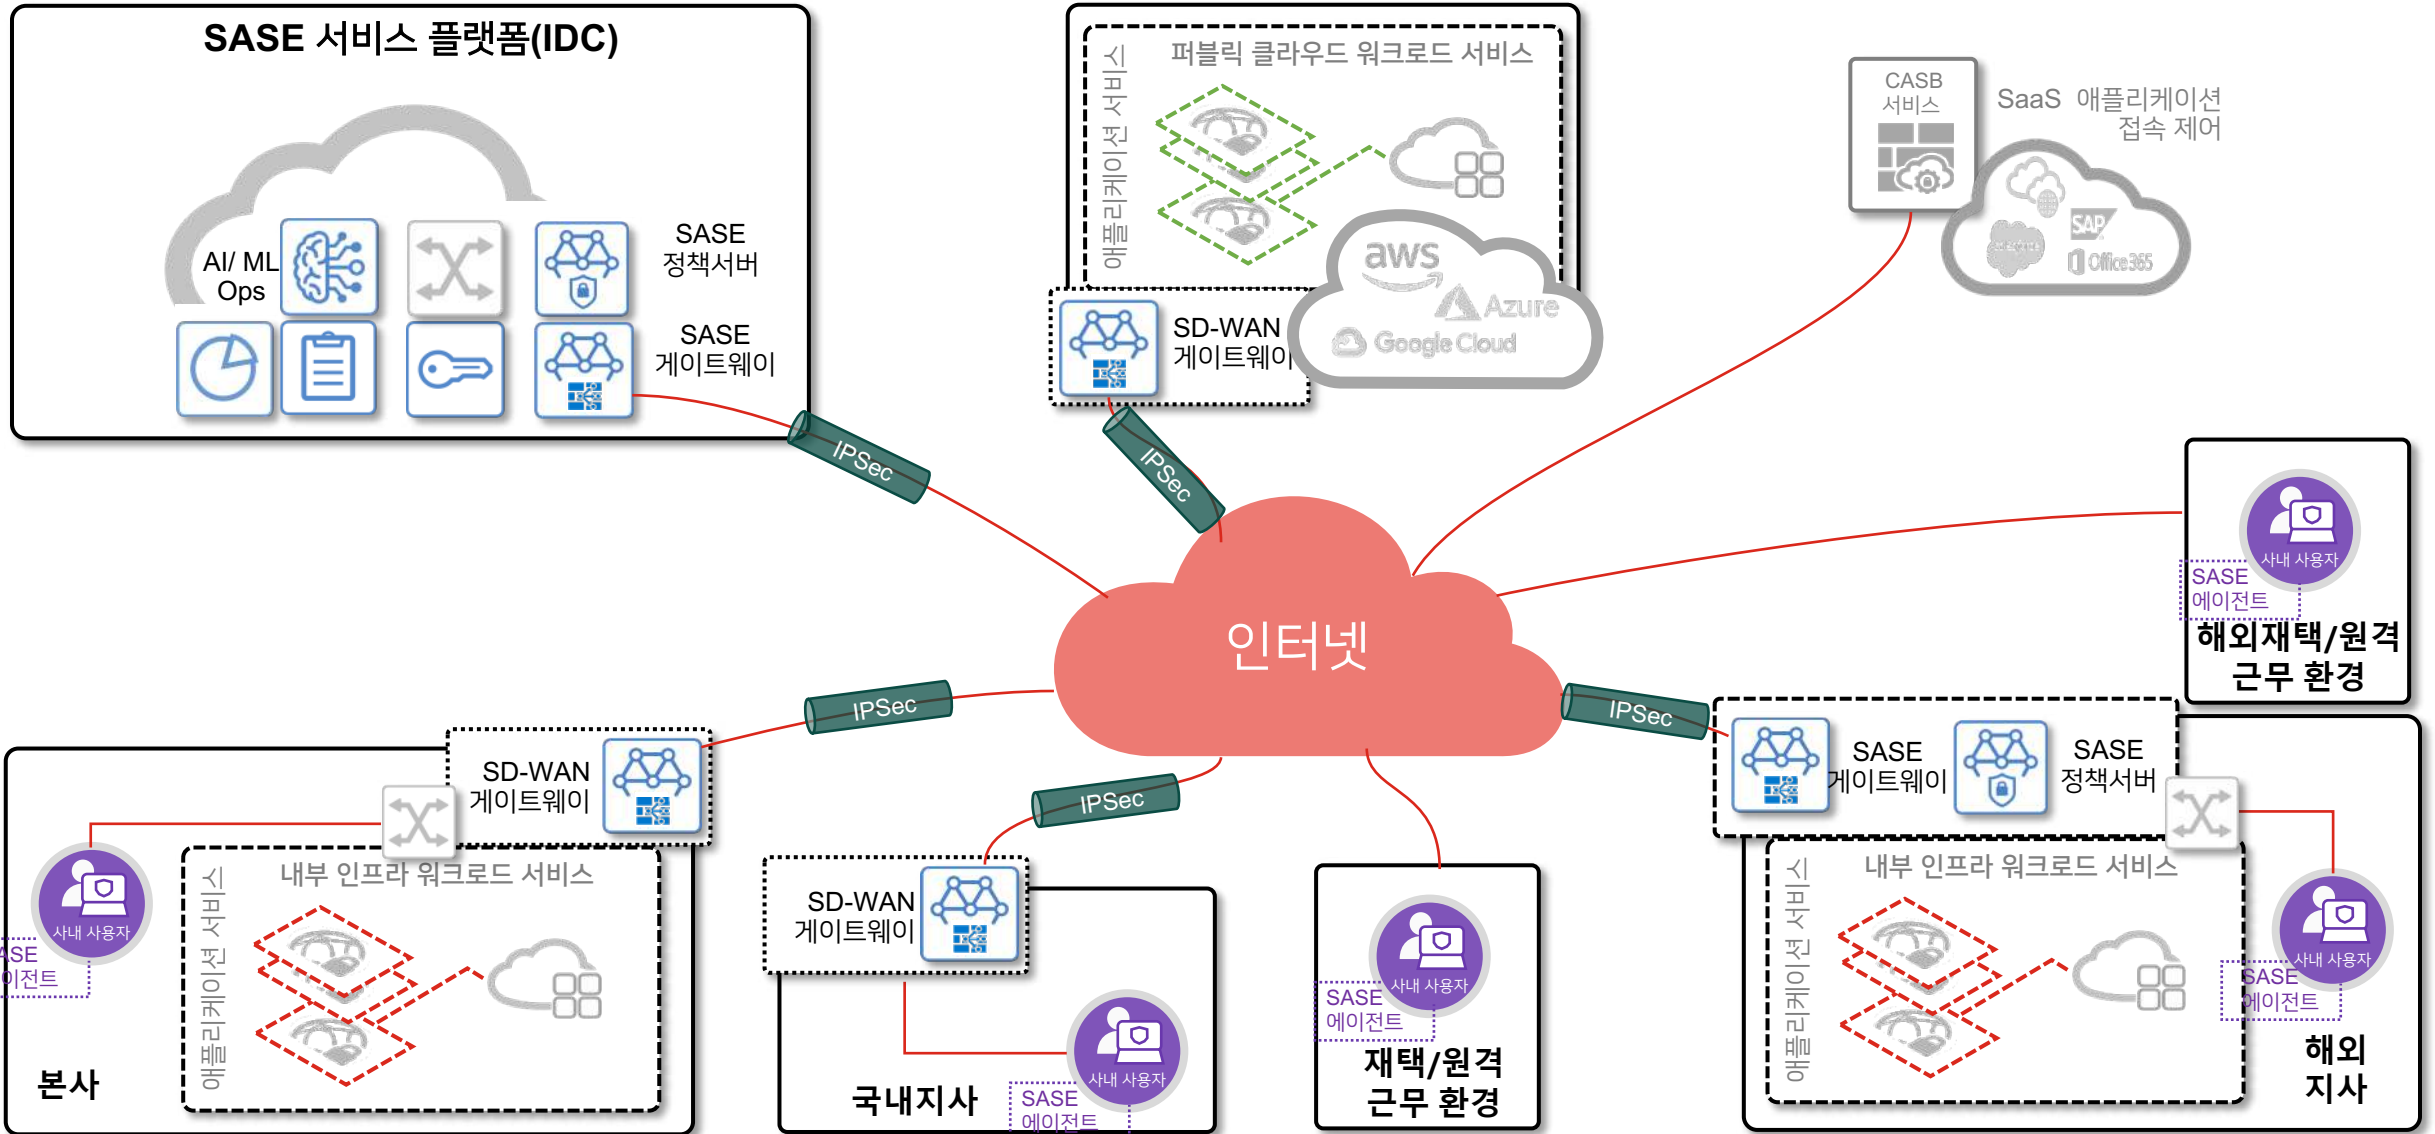 SASE 서비스 플랫폼(IDC)
AI/ ML
Ops
SASE
정책서버
SASE
게이트웨이
퍼블릭 클라우드 워크로드 서비스
애플리케이션 서비스
aws
Azure
Google Cloud
SD-WAN
게이트웨이
CASB
서비스
SaaS 애플리케이션
접속 제어
SAP
Office 365
IPSec
IPSec
인터넷
사내 사용자
SASE
에이전트
해외재택/원격
근무 환경
IPSec
IPSec
IPSec
SD-WAN
게이트웨이
내부 인프라 워크로드 서비스
애플리케이션 서비스
사내 사용자
ASE
이전트
본사
SD-WAN
게이트웨이
사내 사용자
SASE
에이전트
국내지사
사내 사용자
SASE
에이전트
재택/원격
근무 환경
SASE
게이트웨이
SASE
정책서버
내부 인프라 워크로드 서비스
애플리케이션 서비스
사내 사용자
SASE
에이전트
해외
지사